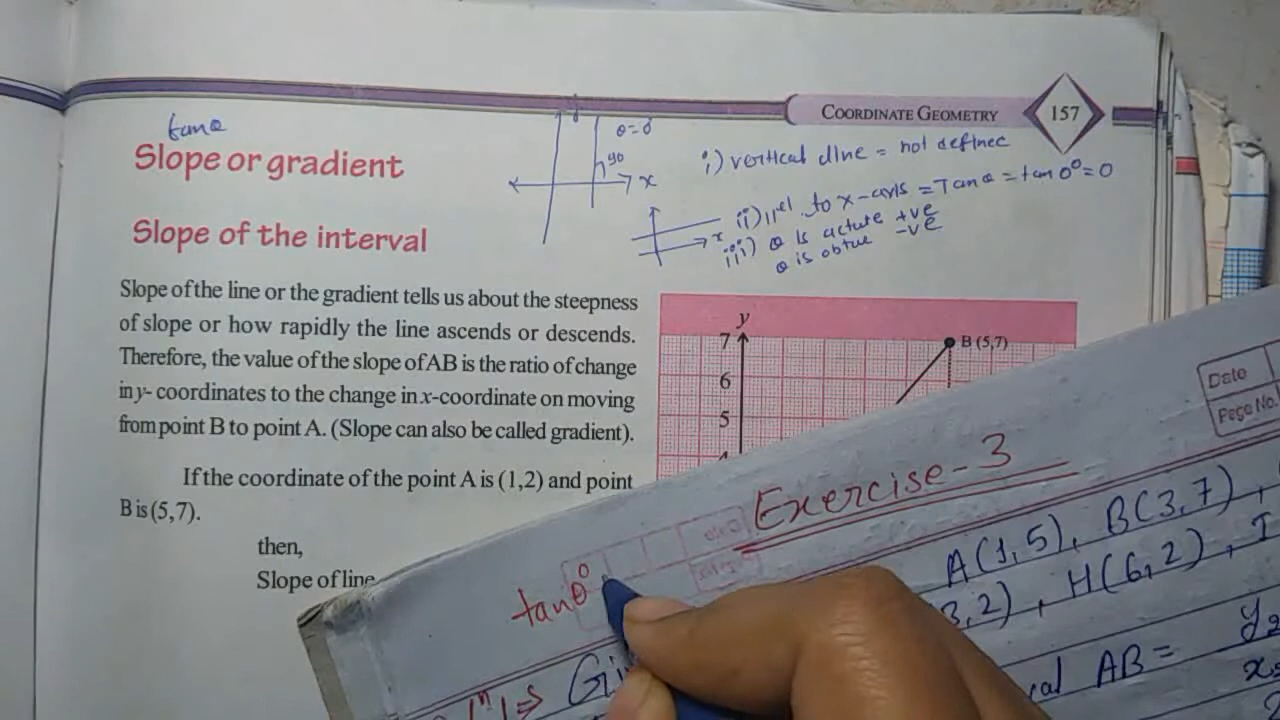 COORDINATE GEOMETRY
157
tanθ
Slope or gradient
θ=0
90
x
i) vertical line = not defined
ii) llel to x-axis = Tanθ = tan 0° = 0
x
iii) θ is acture +ve
θ is obtue -ve
Slope of the interval
Slope of the line or the gradient tells us about the steepness
of slope or how rapidly the line ascends or descends.
Therefore, the value of the slope of AB is the ratio of change
in y- coordinates to the change in x-coordinate on moving
from point B to point A. (Slope can also be called gradient).
If the coordinate of the point A is (1,2) and point
B is (5,7).
then,
Slope of line
y
7
B (5,7)
6
5
Date
Page No.
Exercise-3
tanθ°
A(1,5), B(3,7),
3,2), H(6,2), I
AB =